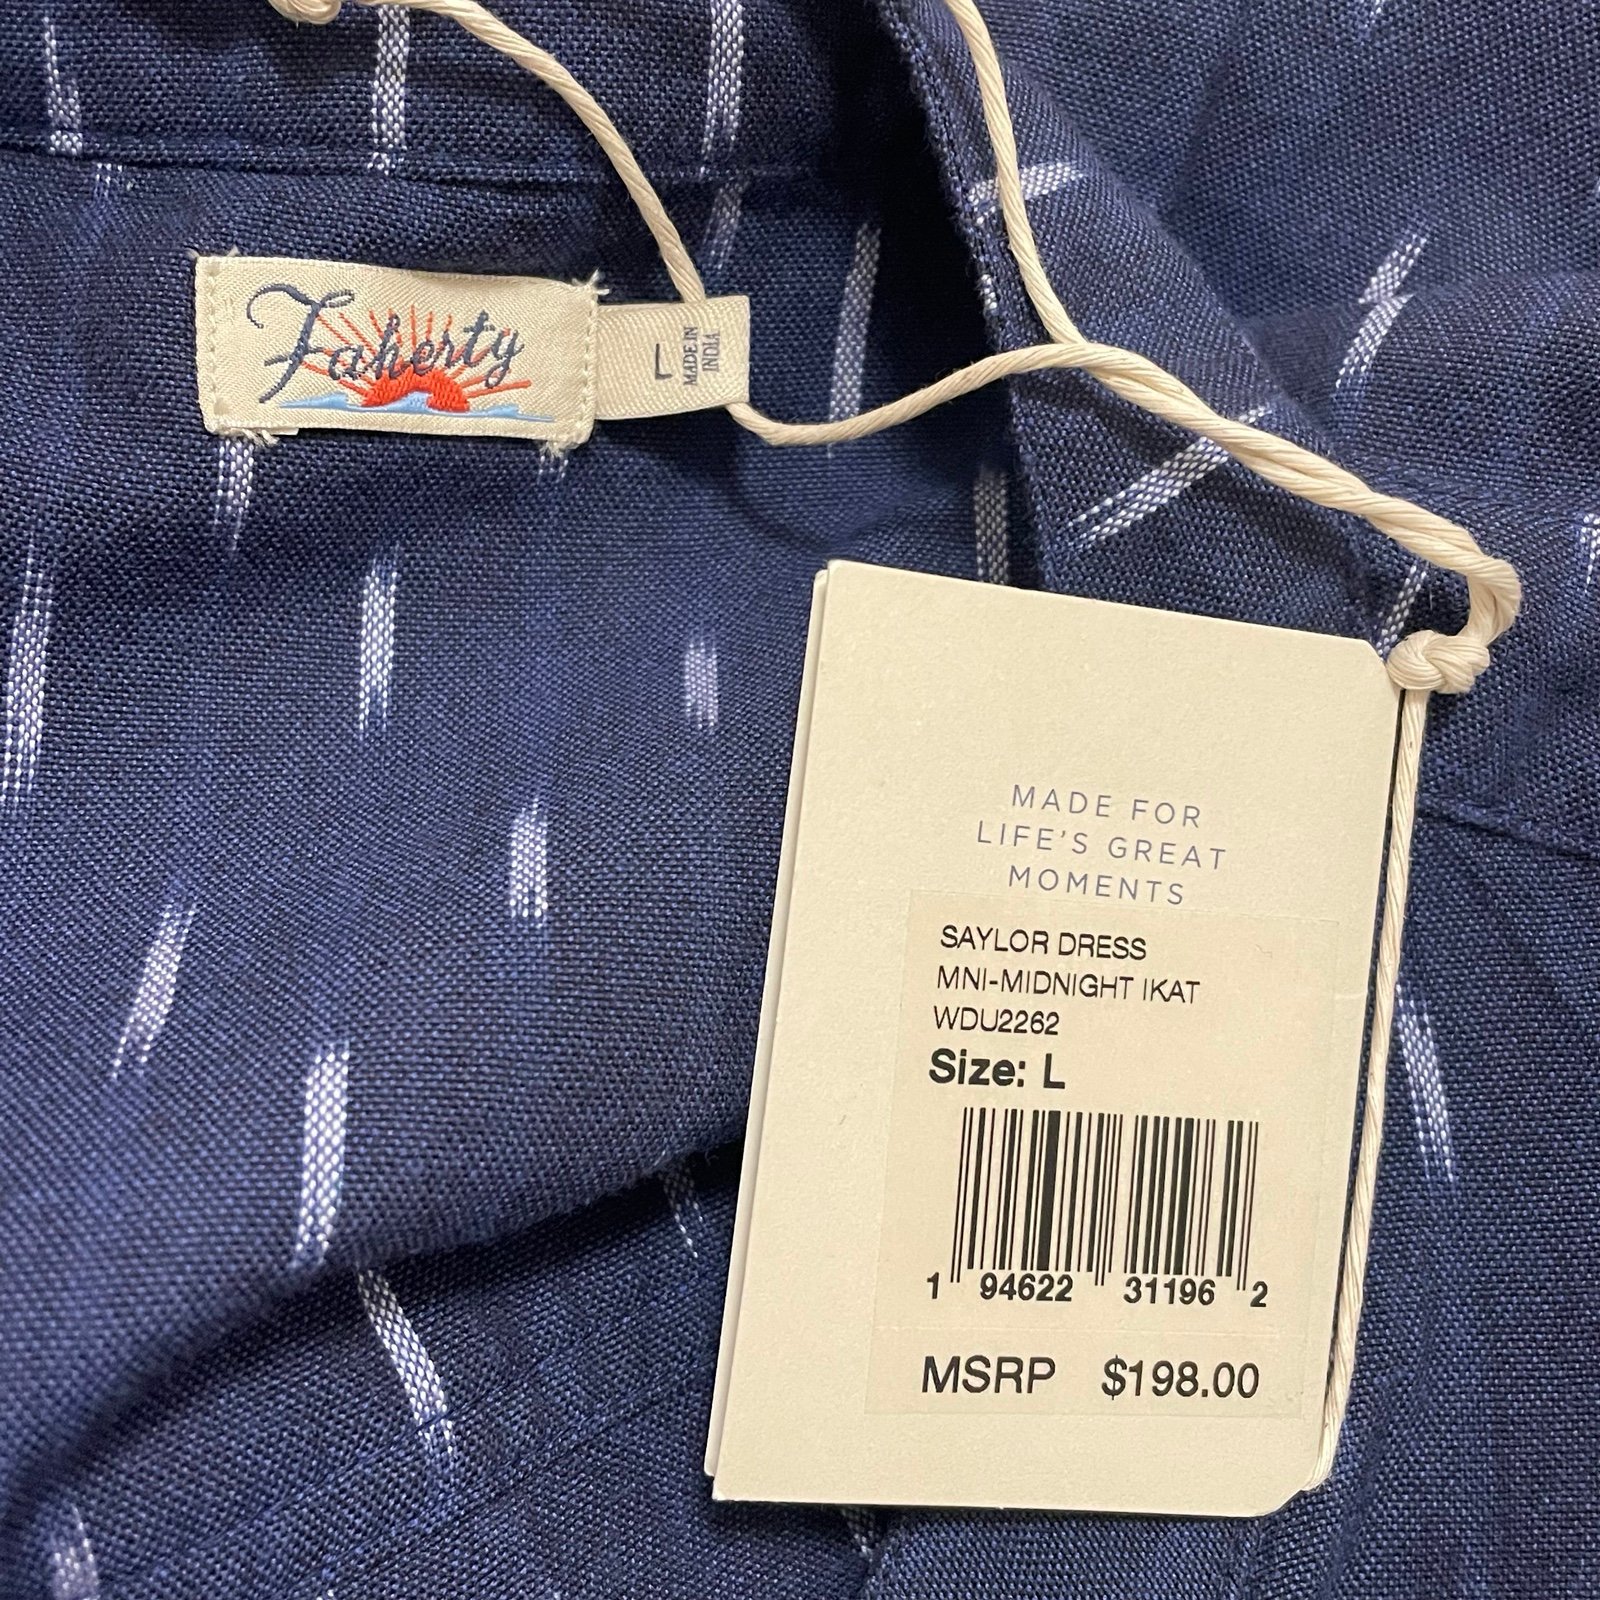 Faherty
L
MADE IN
INDIA
MADE FOR
LIFE'S GREAT
MOMENTS
SAYLOR DRESS
MNI-MIDNIGHT IKAT
WDU2262
Size: L
1 94622 31196 2
MSRP $198.00